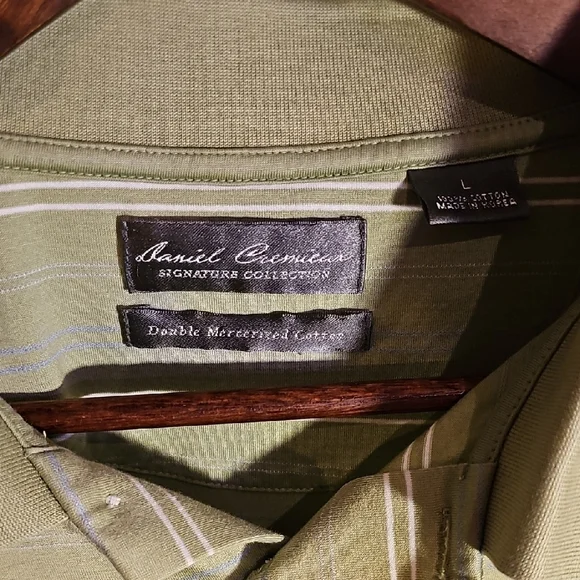 Daniel Cremieux
SIGNATURE COLLECTION
Double Mercerized Cotton
L
100% COTTON
MADE IN KOREA